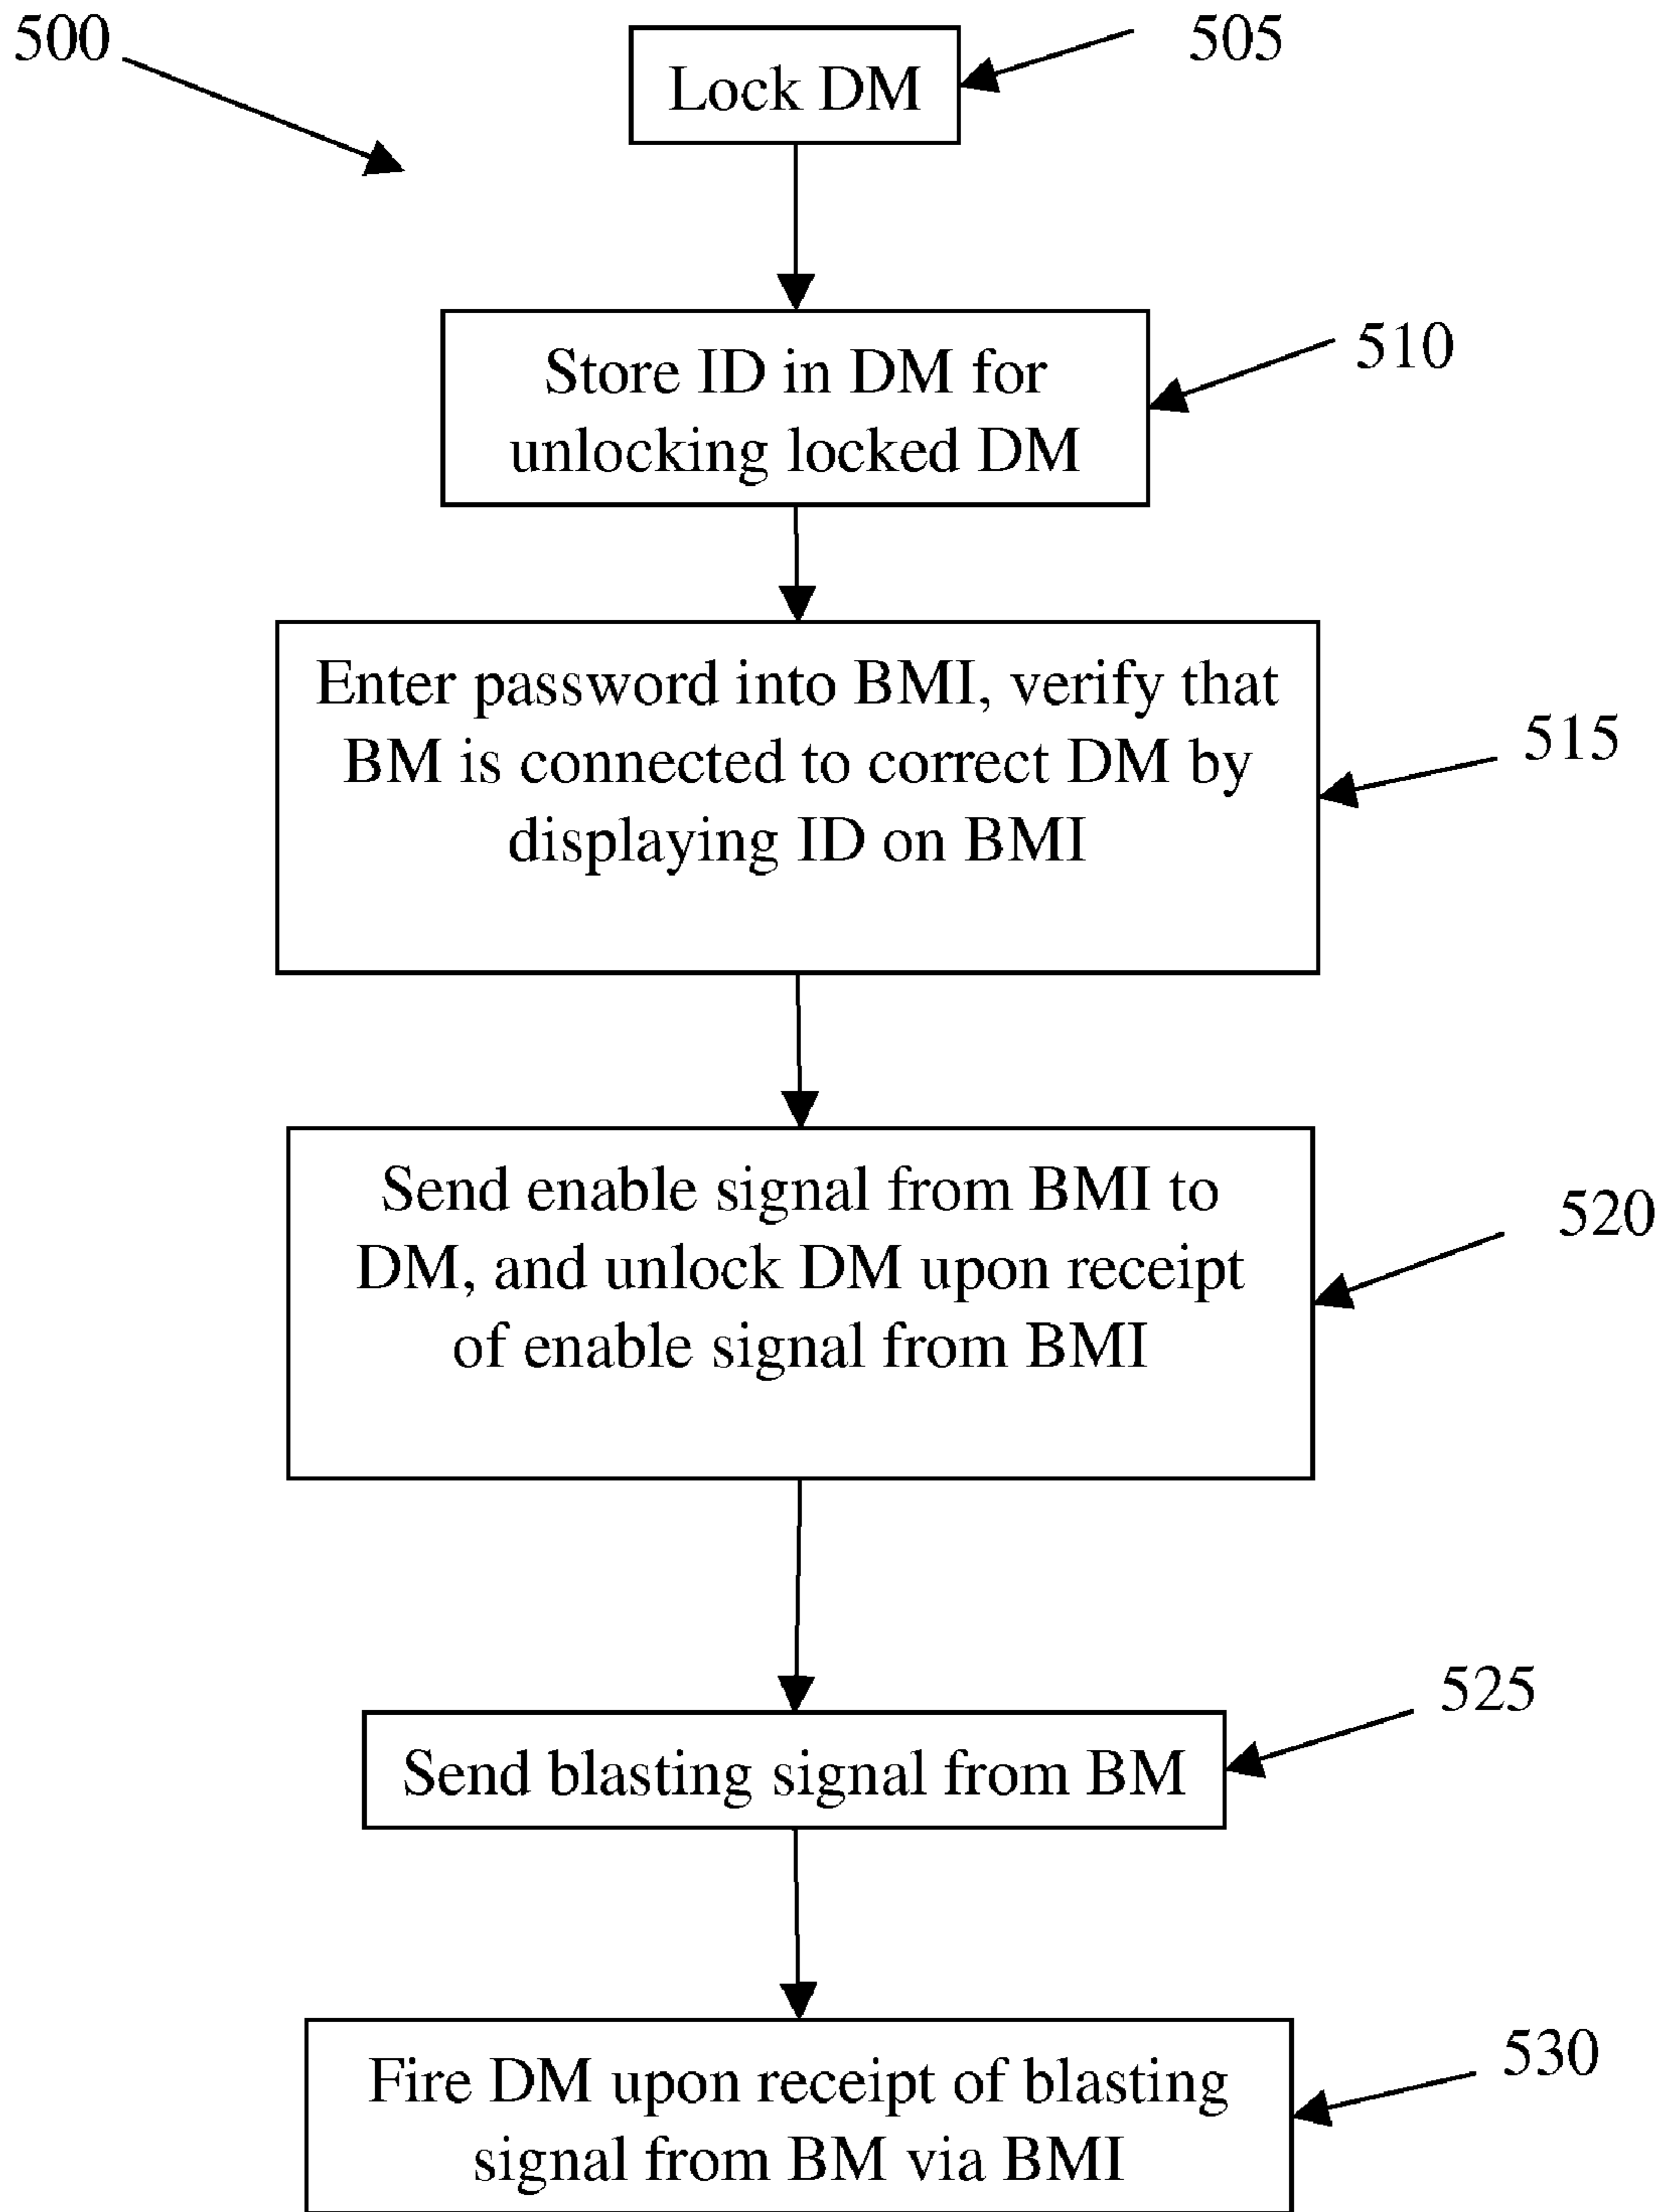 500
505
Lock DM
510
Store ID in DM for
unlocking locked DM
515
Enter password into BMI, verify that
BM is connected to correct DM by
displaying ID on BMI
520
Send enable signal from BMI to
DM, and unlock DM upon receipt
of enable signal from BMI
525
Send blasting signal from BM
530
Fire DM upon receipt of blasting
signal from BM via BMI